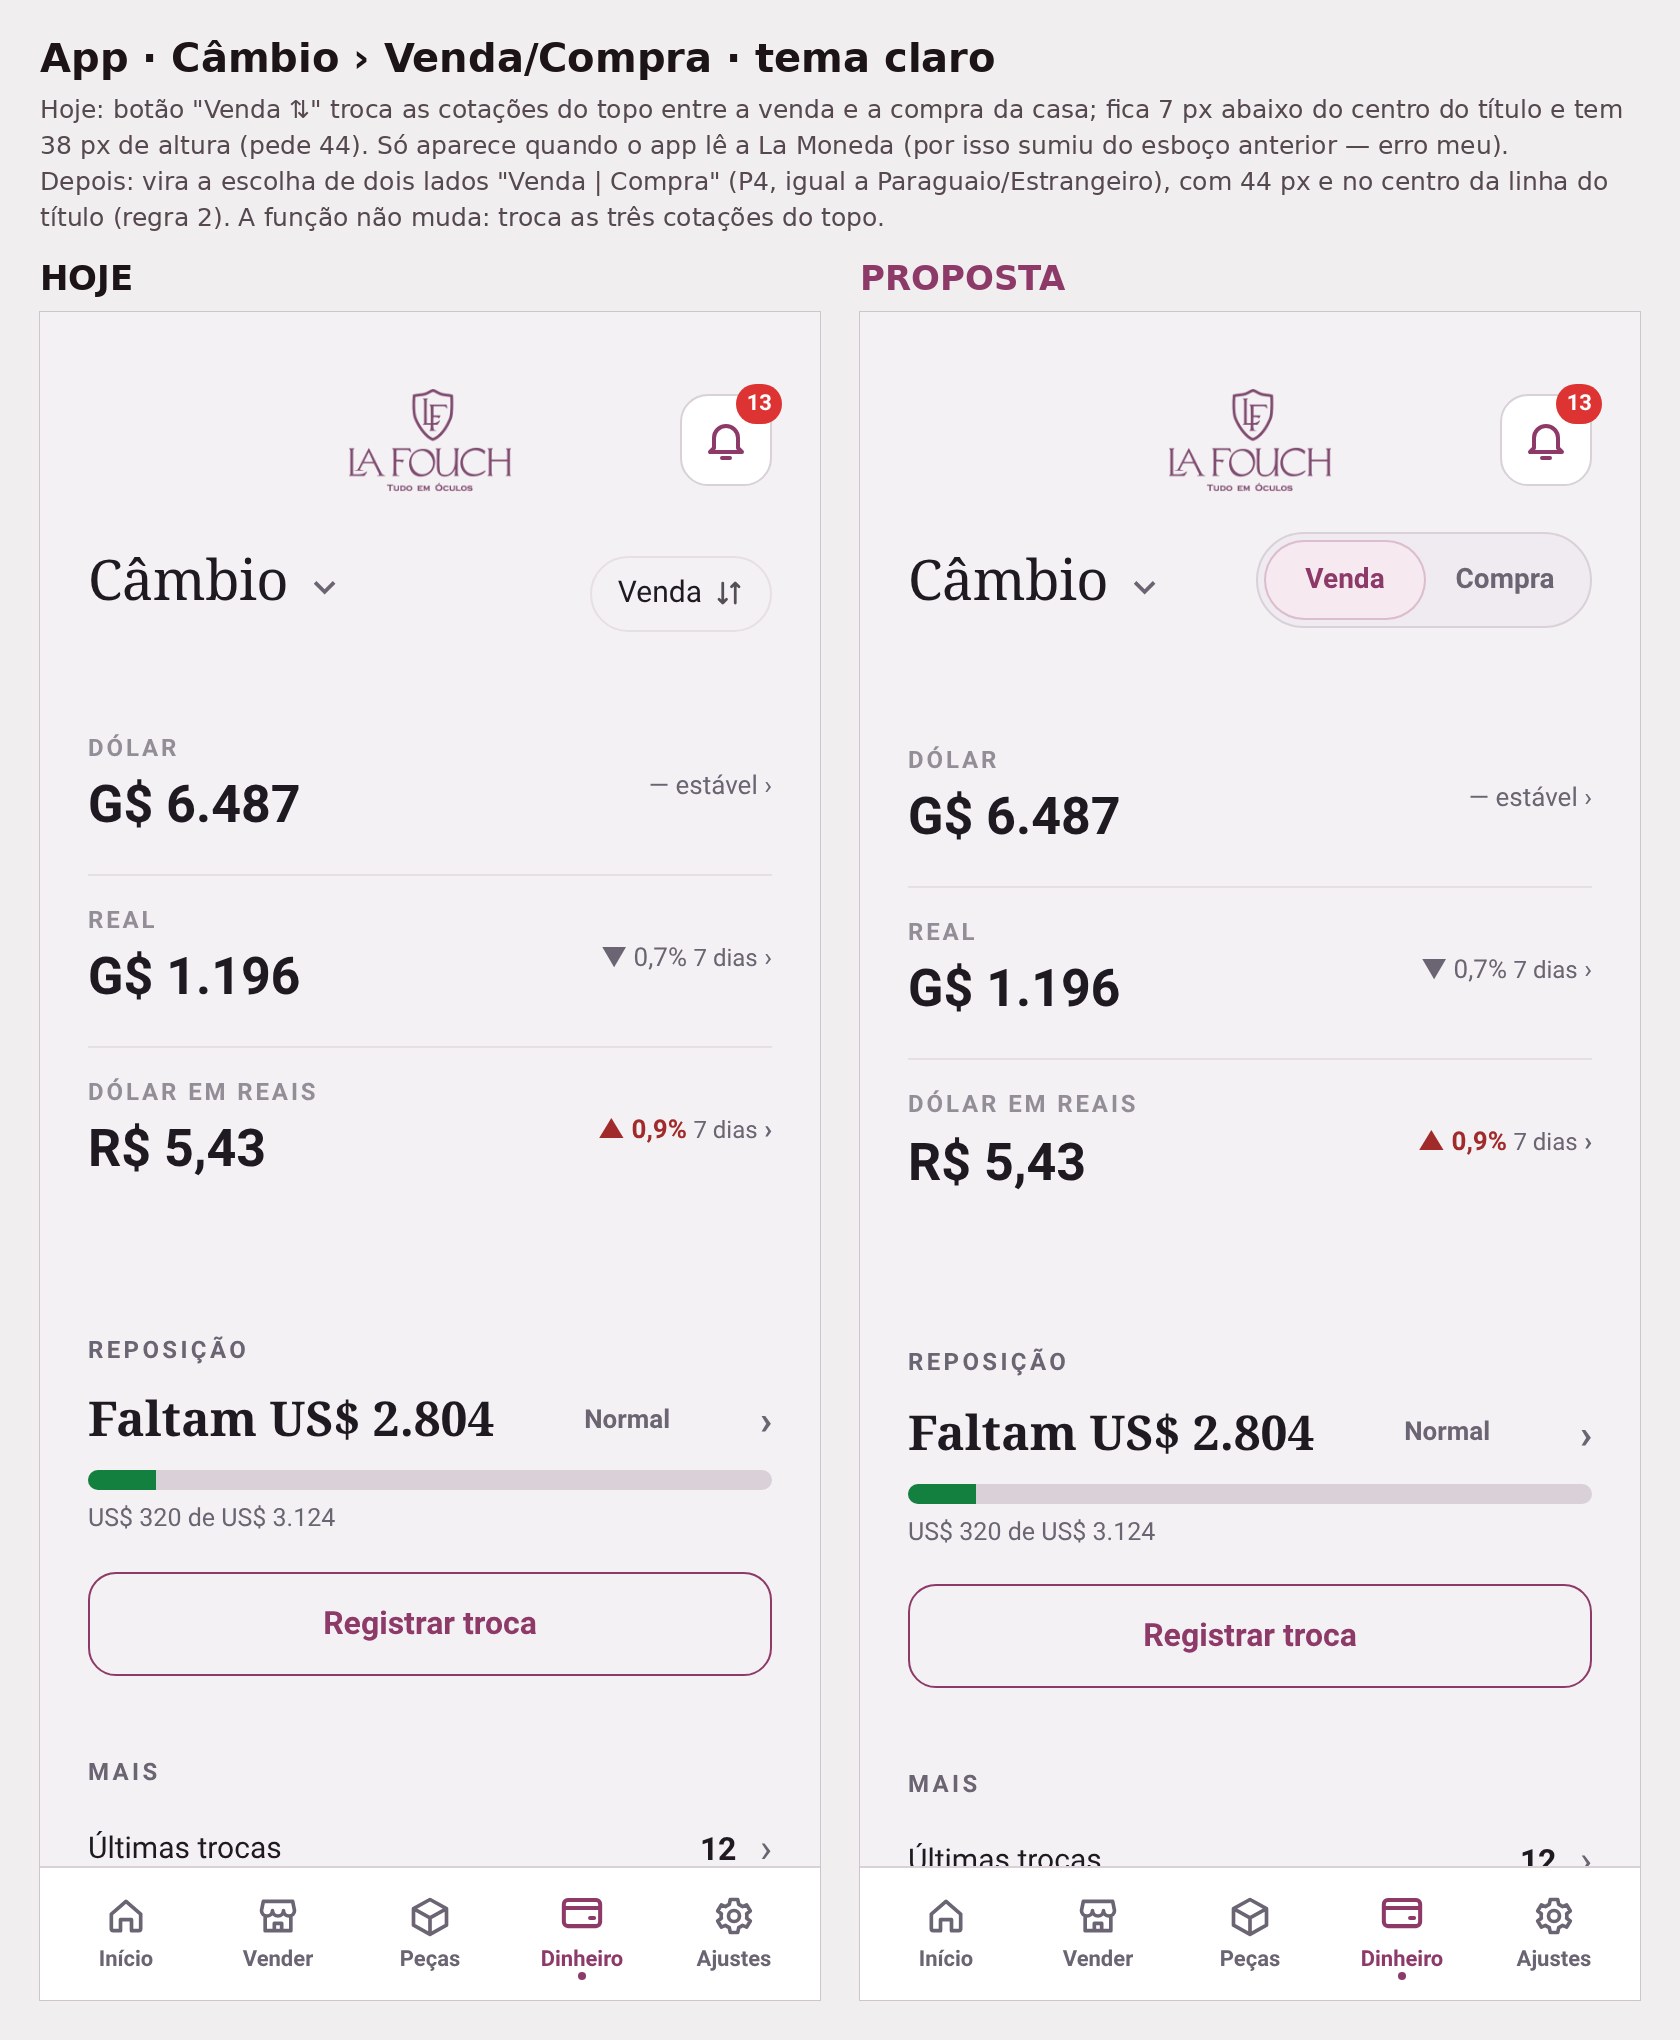 App · Câmbio › Venda/Compra · tema claro
Hoje: botão "Venda ⇅" troca as cotações do topo entre a venda e a compra da casa; fica 7 px abaixo do centro do título e tem
38 px de altura (pede 44). Só aparece quando o app lê a La Moneda (por isso sumiu do esboço anterior — erro meu).
Depois: vira a escolha de dois lados "Venda | Compra" (P4, igual a Paraguaio/Estrangeiro), com 44 px e no centro da linha do
título (regra 2). A função não muda: troca as três cotações do topo.
HOJE
LF
LA FOUCH
TUDO EM ÓCULOS
13
Câmbio
Venda
DÓLAR
G$ 6.487
— estável ›
REAL
G$ 1.196
▼ 0,7% 7 dias ›
DÓLAR EM REAIS
R$ 5,43
▲ 0,9% 7 dias ›
REPOSIÇÃO
Faltam US$ 2.804
Normal ›
US$ 320 de US$ 3.124
Registrar troca
MAIS
Últimas trocas
12 ›
Início
Vender
Peças
Dinheiro
Ajustes
PROPOSTA
LF
LA FOUCH
TUDO EM ÓCULOS
13
Câmbio
Venda
Compra
DÓLAR
G$ 6.487
— estável ›
REAL
G$ 1.196
▼ 0,7% 7 dias ›
DÓLAR EM REAIS
R$ 5,43
▲ 0,9% 7 dias ›
REPOSIÇÃO
Faltam US$ 2.804
Normal ›
US$ 320 de US$ 3.124
Registrar troca
MAIS
Últimas trocas
12 ›
Início
Vender
Peças
Dinheiro
Ajustes